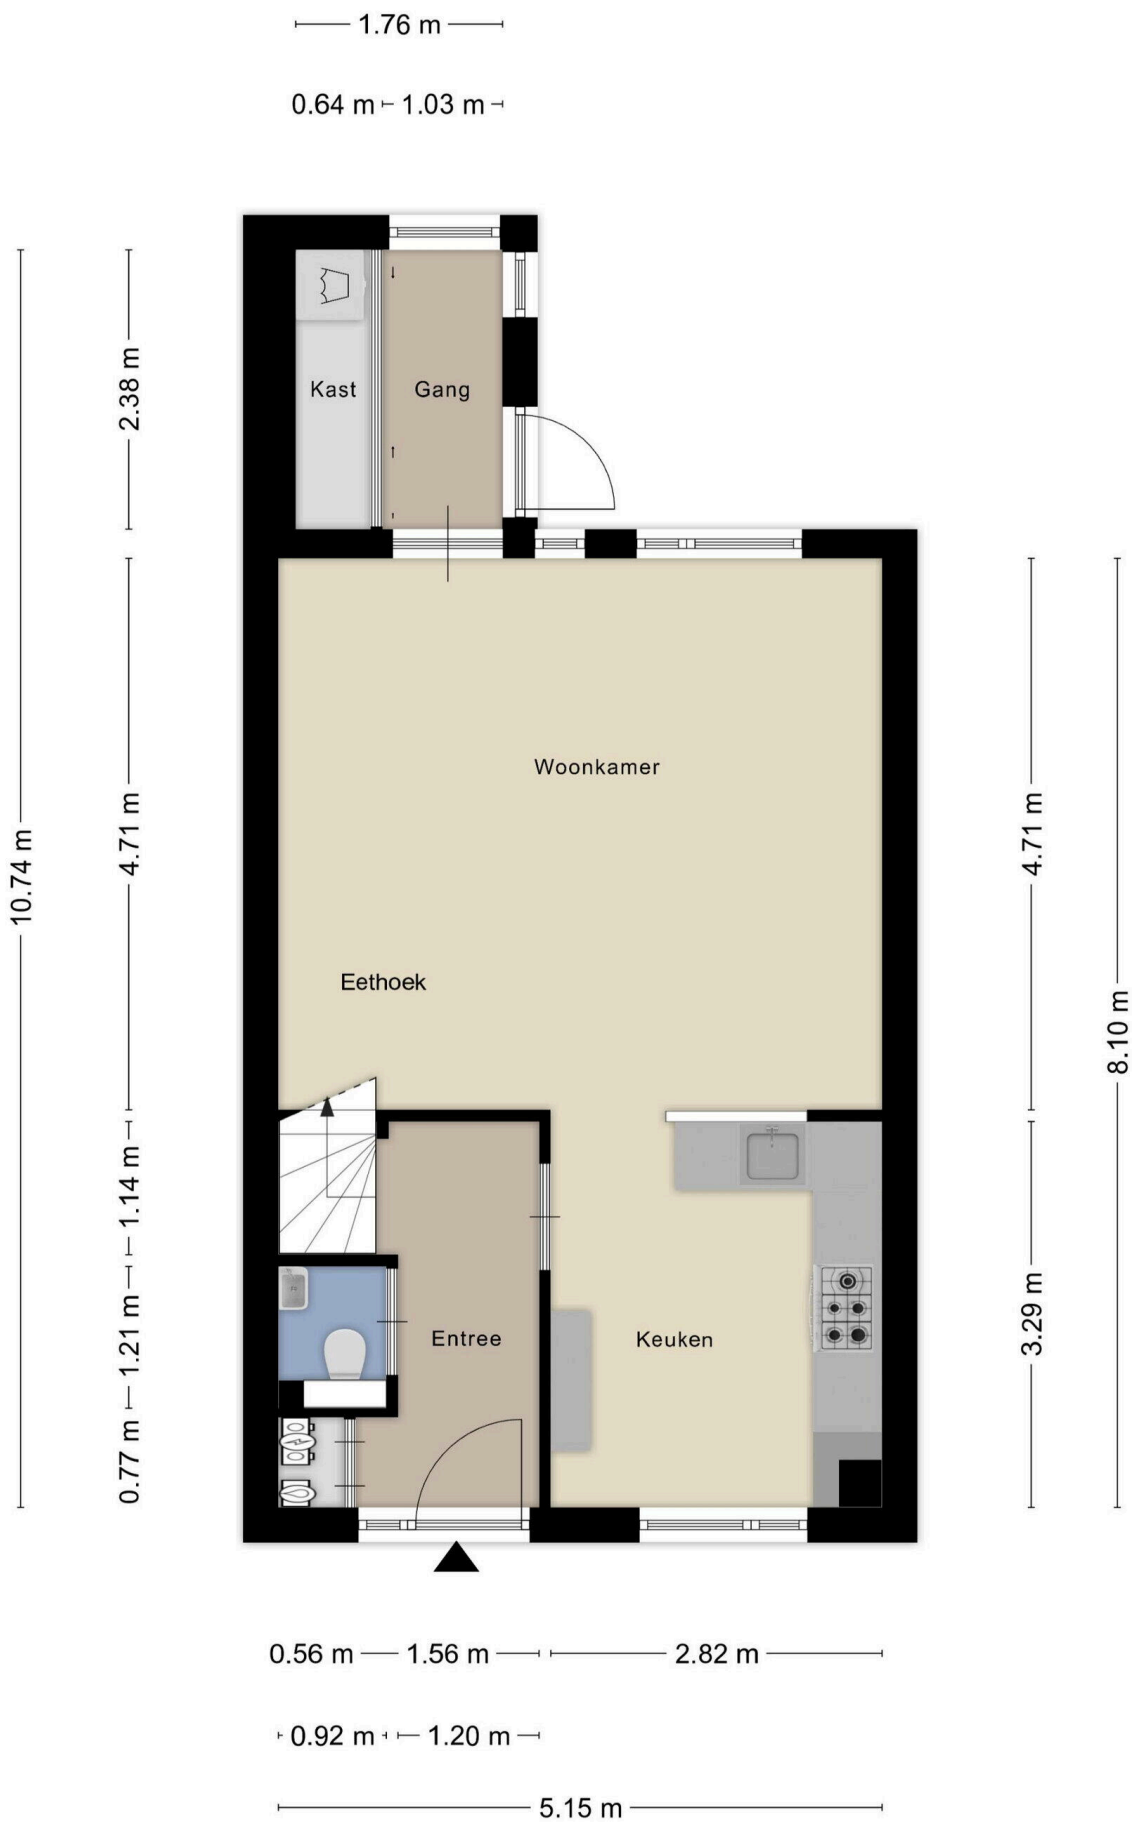 1.76 m
0.64 m 1.03 m
Kast
Gang
2.38 m
Woonkamer
4.71 m
4.71 m
10.74 m
Eethoek
8.10 m
1.14 m
1.21 m
3.29 m
Entree
Keuken
0.77 m
0.56 m 1.56 m 2.82 m
0.92 m 1.20 m
5.15 m